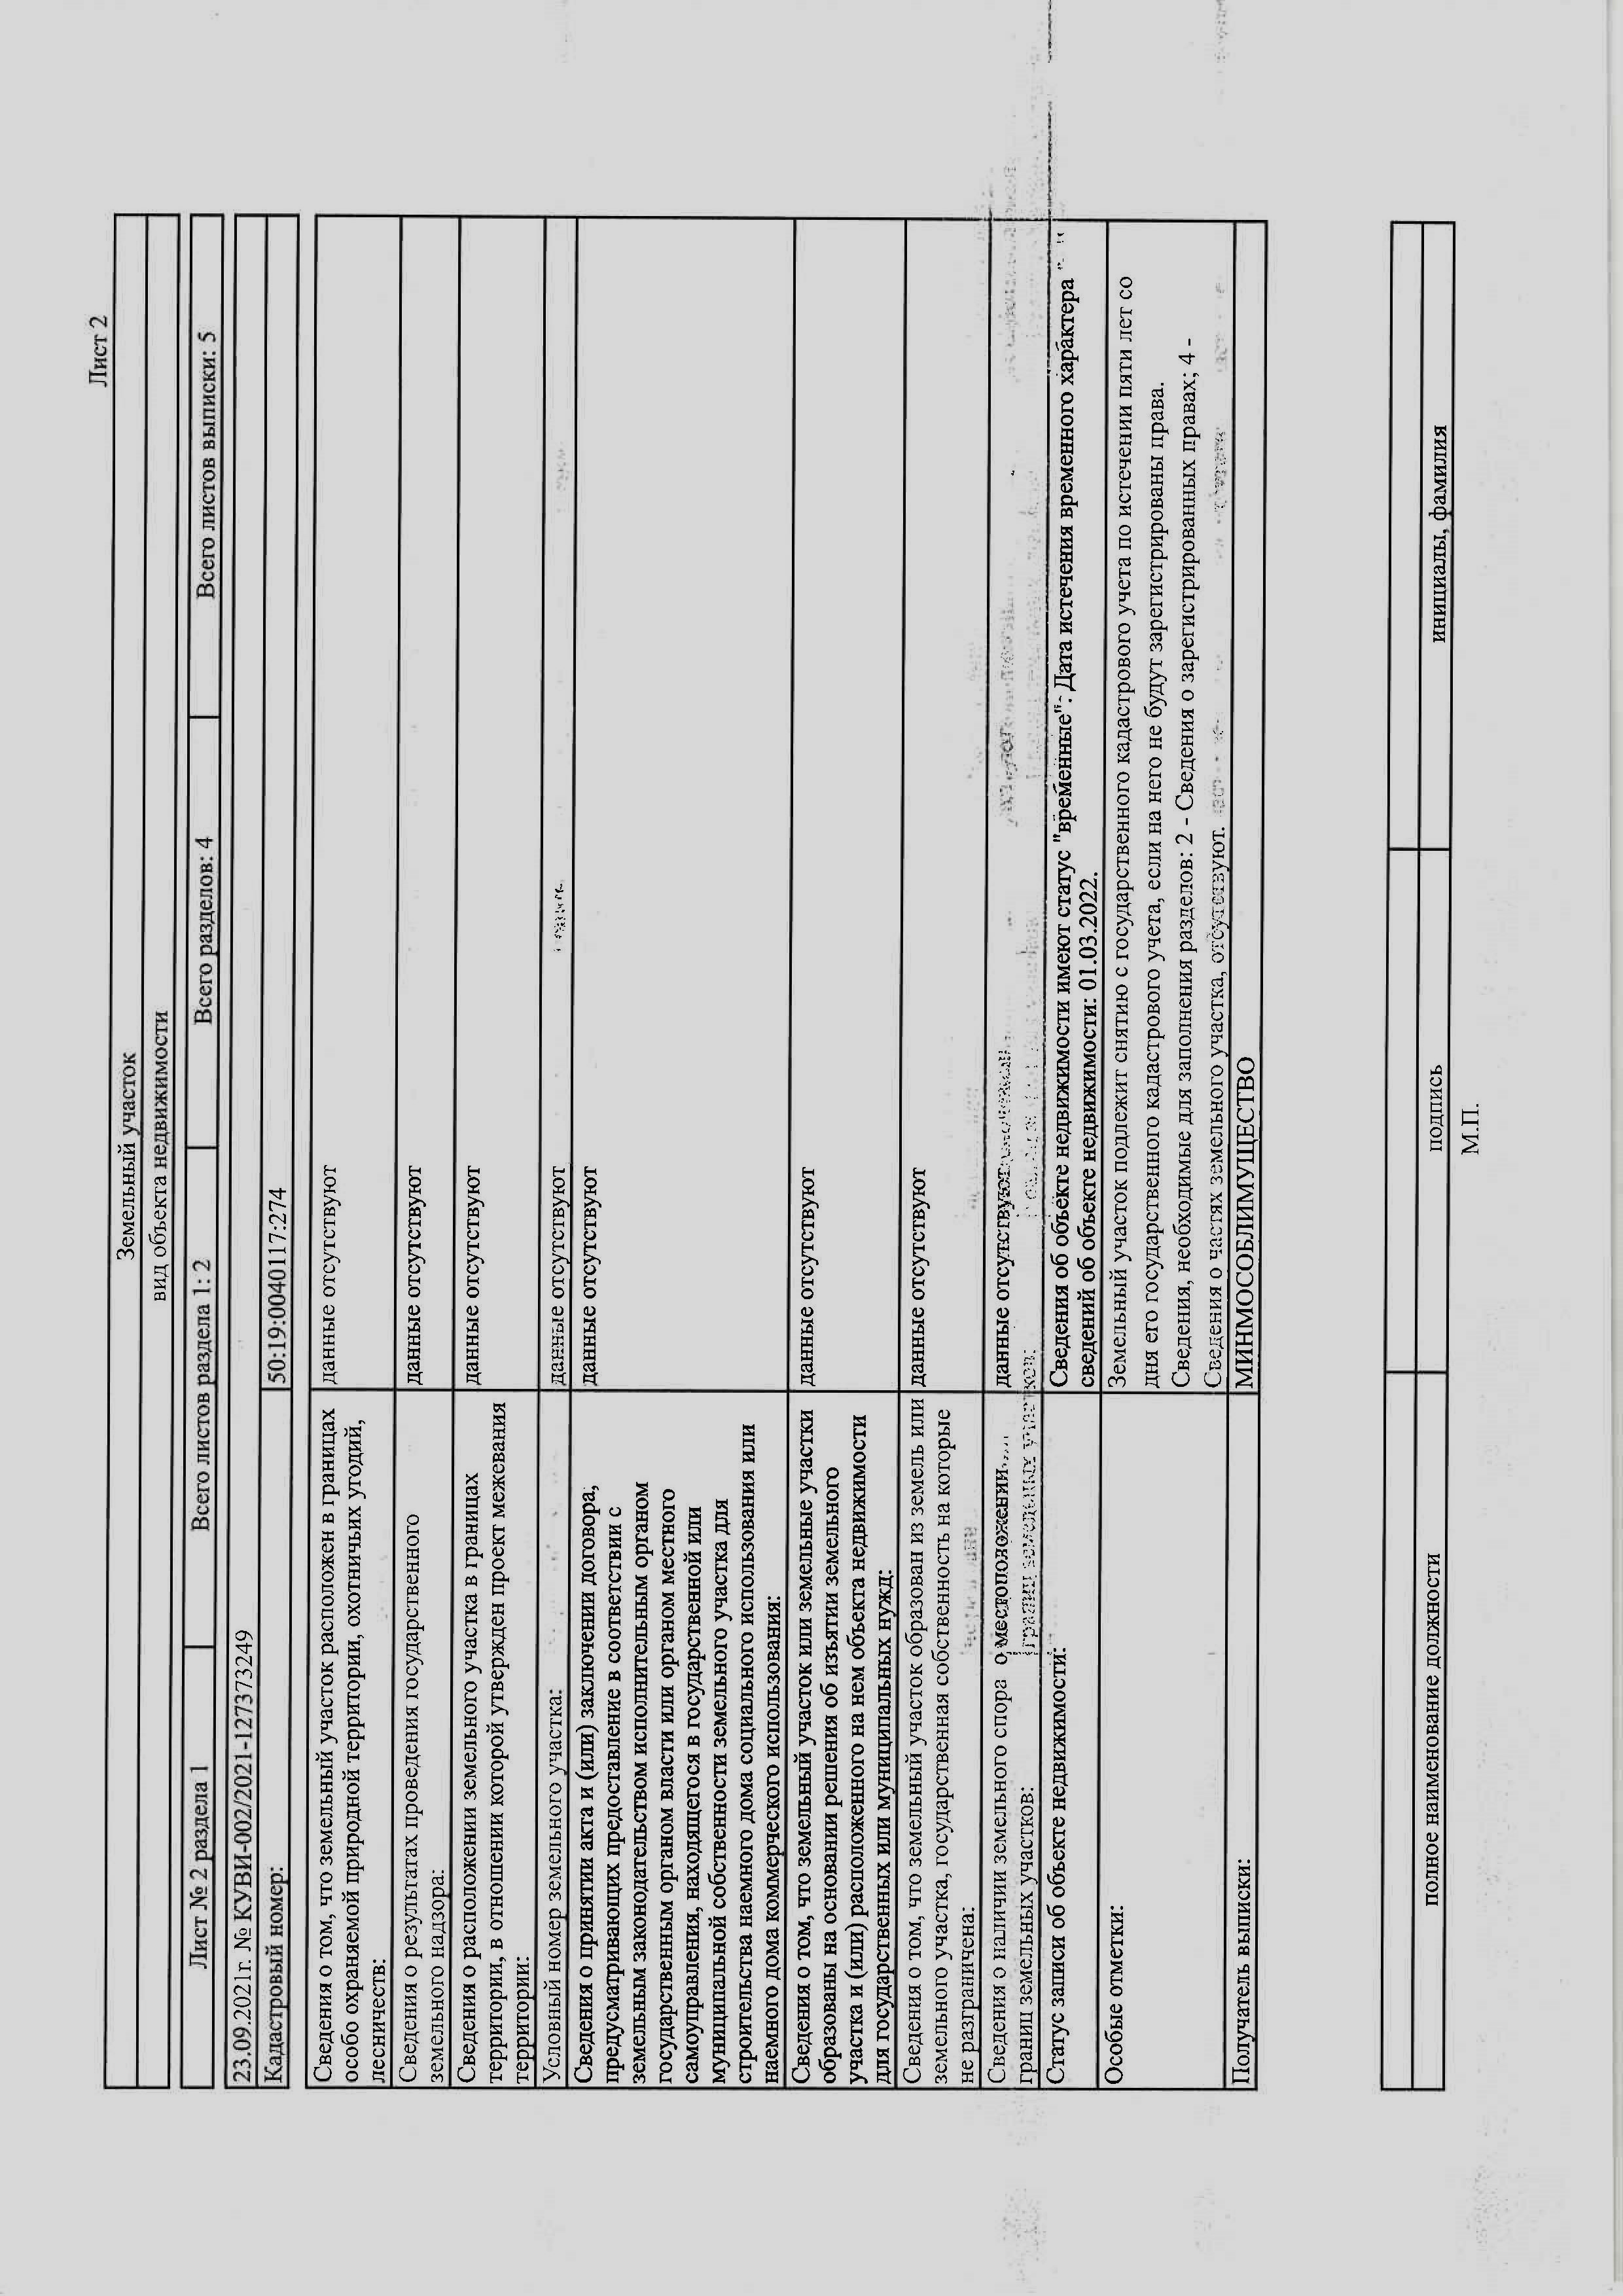 Лист 2
Земельный участок
вид объекта недвижимости
Лист № 2 раздела 1
Всего листов раздела 1: 2
Всего разделов: 4
Всего листов выписки: 5
23.09.2021г. № КУВИ-002/2021-127373249
Кадастровый номер:
50:19:0040117:274
Сведения о том, что земельный участок расположен в границах
особо охраняемой природной территории, охотничьих угодий,
лесничеств:
данные отсутствуют
Сведения о результатах проведения государственного
земельного надзора:
данные отсутствуют
Сведения о расположении земельного участка в границах
территории, в отношении которой утвержден проект межевания
территории:
данные отсутствуют
Условный номер земельного участка:
данные отсутствуют
Сведения о принятии акта и (или) заключении договора,
предусматривающих предоставление в соответствии с
земельным законодательством исполнительным органом
государственным органом власти или органом местного
самоуправления, находящегося в государственной или
муниципальной собственности земельного участка для
строительства наемного дома социального использования или
наемного дома коммерческого использования:
данные отсутствуют
Сведения о том, что земельный участок или земельные участки
образованы на основании решения об изъятии земельного
участка и (или) расположенного на нем объекта недвижимости
для государственных или муниципальных нужд:
данные отсутствуют
Сведения о том, что земельный участок образован из земель или
земельного участка, государственная собственность на которые
не разграничена:
данные отсутствуют
Сведения о наличии земельного спора о местоположении
границ земельных участков:
данные отсутствуют
Статус записи об объекте недвижимости:
Сведения об объекте недвижимости имеют статус "временные". Дата истечения временного характера
сведений об объекте недвижимости: 01.03.2022.
Особые отметки:
Земельный участок подлежит снятию с государственного кадастрового учета по истечении пяти лет со
дня его государственного кадастрового учета, если на него не будут зарегистрированы права.
Сведения, необходимые для заполнения разделов: 2 - Сведения о зарегистрированных правах; 4 -
Сведения о частях земельного участка, отсутствуют.
Получатель выписки:
МИНМОСОБЛИМУЩЕСТВО
полное наименование должности
подпись
инициалы, фамилия
М.П.